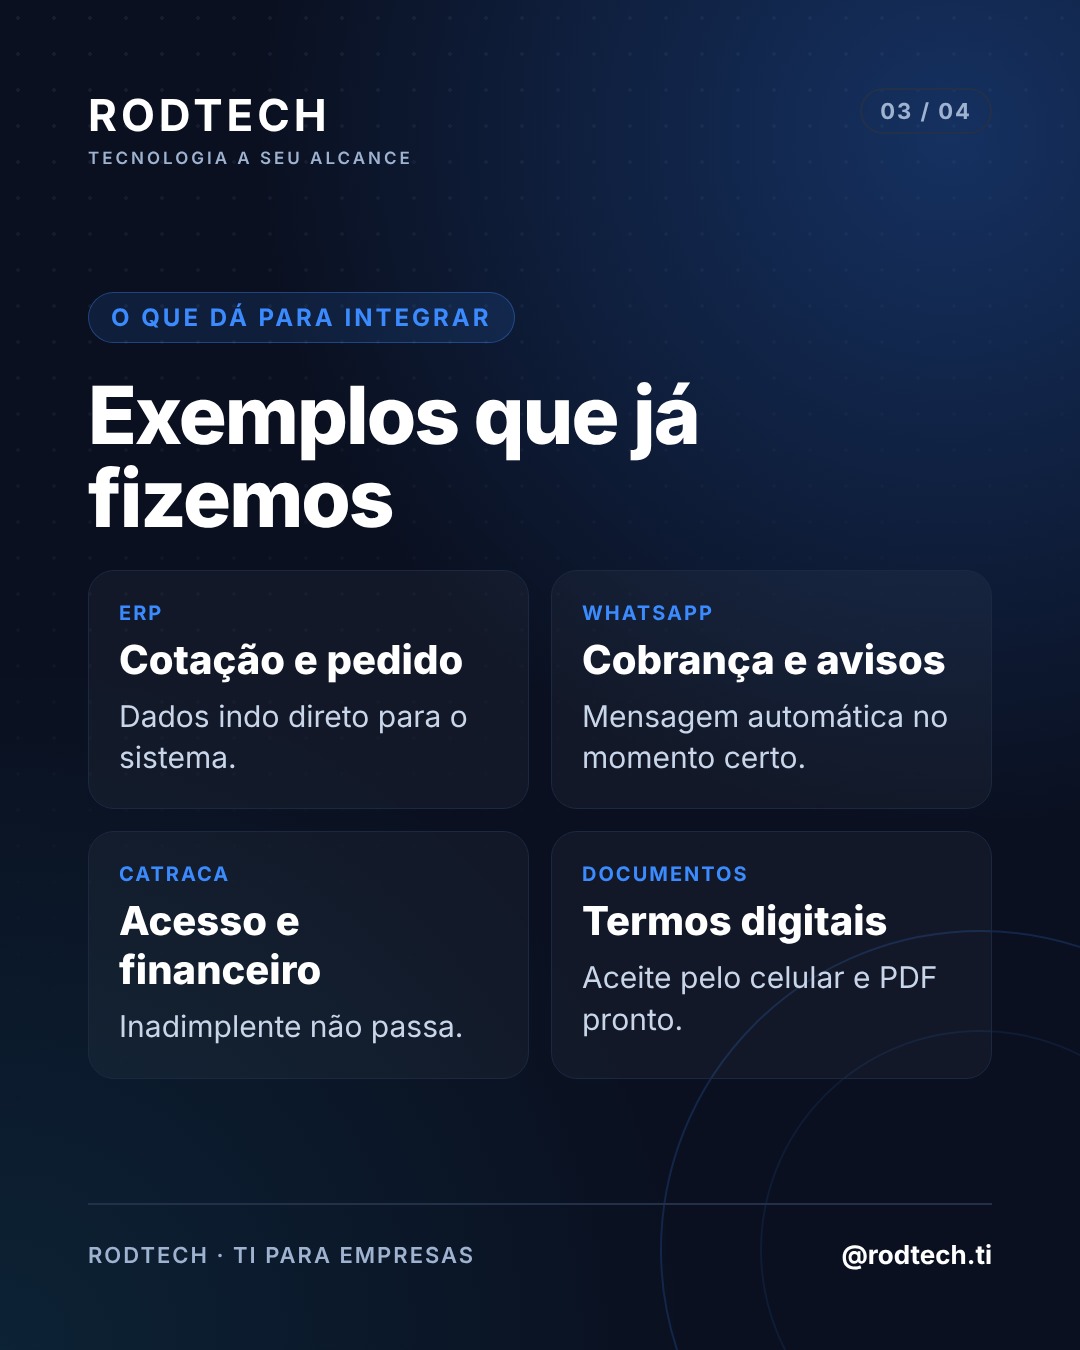 RODTECH
TECNOLOGIA A SEU ALCANCE
03 / 04
O QUE DÁ PARA INTEGRAR
Exemplos que já
fizemos
ERP
Cotação e pedido
Dados indo direto para o
sistema.
WHATSAPP
Cobrança e avisos
Mensagem automática no
momento certo.
CATRACA
Acesso e
financeiro
Inadimplente não passa.
DOCUMENTOS
Termos digitais
Aceite pelo celular e PDF
pronto.
RODTECH · TI PARA EMPRESAS
@rodtech.ti